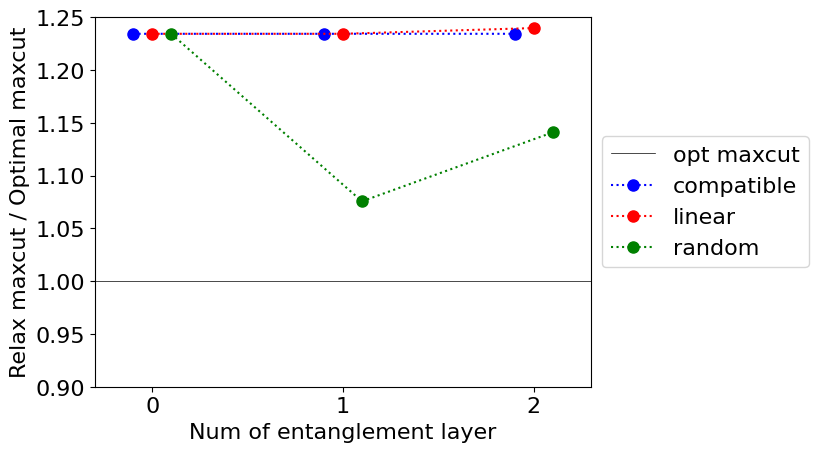 Relax maxcut / Optimal maxcut
1.25
1.20
1.15
1.10
1.05
1.00
0.95
0.90
0
1
2
Num of entanglement layer
opt maxcut
compatible
linear
random